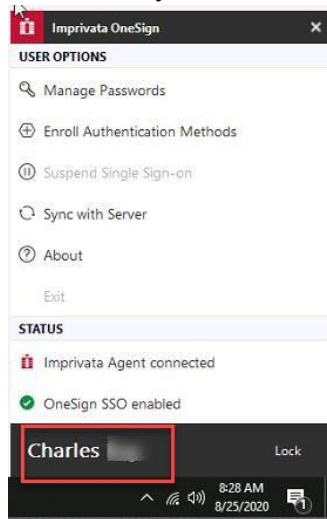 Imprivata OneSign
USER OPTIONS
Manage Passwords
Enroll Authentication Methods
Suspend Single Sign-on
Sync with Server
About
Exit
STATUS
Imprivata Agent connected
OneSign SSO enabled
Charles
Lock
8:28 AM
8/25/2020
1